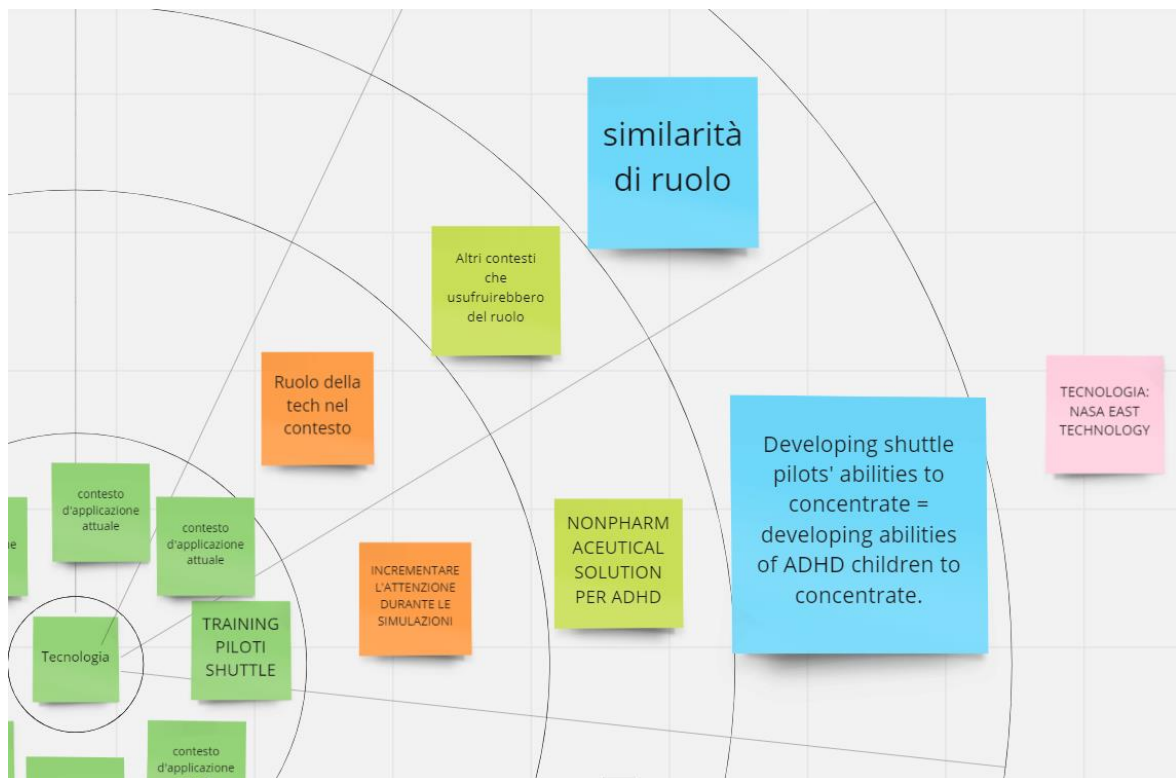 similarità
di ruolo
Altri contesti
che
usufruirebbero
del ruolo
Ruolo della
tech nel
contesto
TECNOLOGIA:
NASA EAST
TECHNOLOGY
Developing shuttle
pilots' abilities to
concentrate =
developing abilities
of ADHD children to
concentrate.
NONPHARM
ACEUTICAL
SOLUTION
PER ADHD
INCREMENTARE
L'ATTENZIONE
DURANTE LE
SIMULAZIONI
contesto
d'applicazione
attuale
contesto
d'applicazione
attuale
ne
TRAINING
PILOTI
SHUTTLE
Tecnologia
contesto
d'applicazione